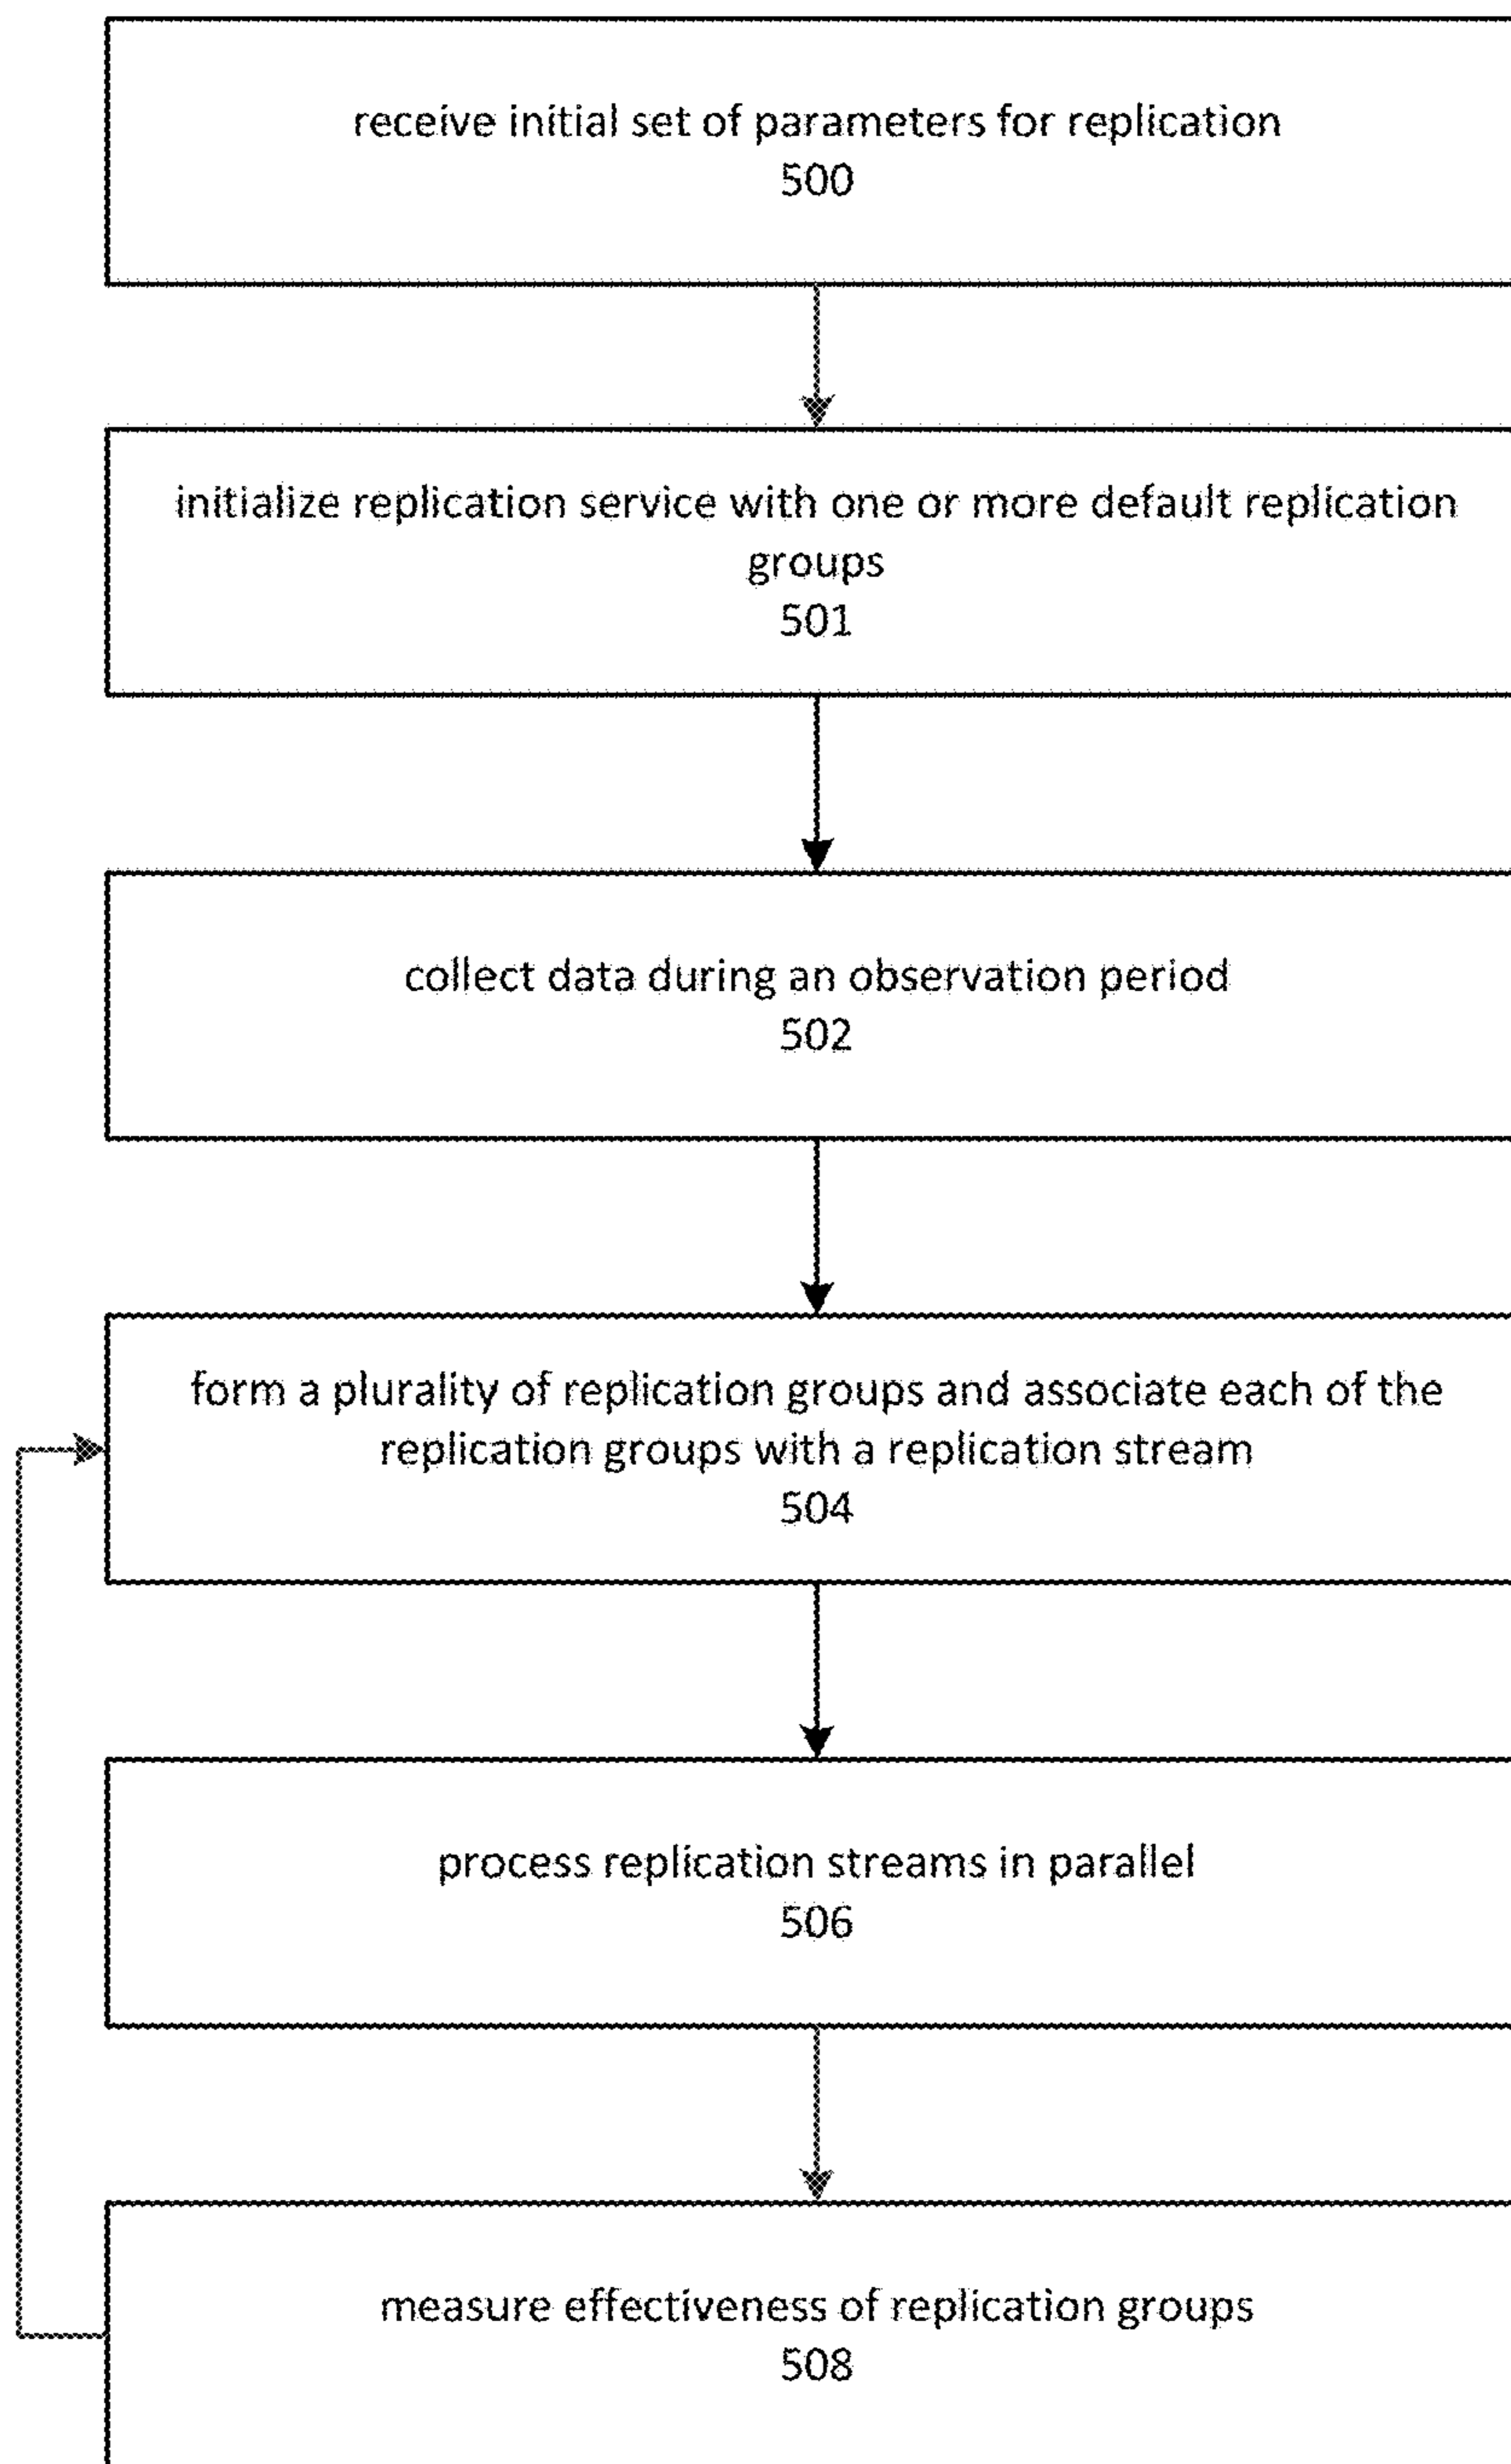 receive initial set of parameters for replication
500
initialize replication service with one or more default replication
groups
501
collect data during an observation period
502
form a plurality of replication groups and associate each of the
replication groups with a replication stream
504
process replication streams in parallel
506
measure effectiveness of replication groups
508